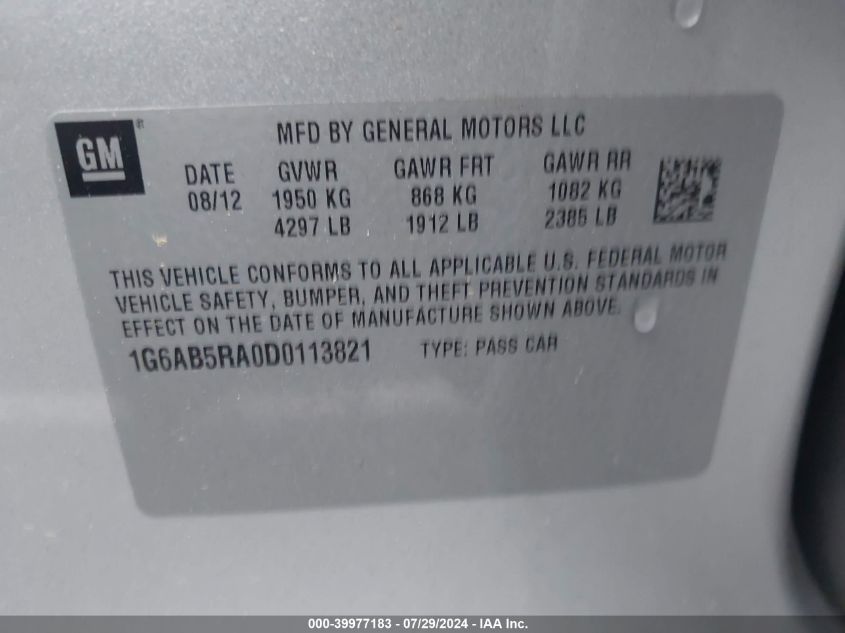 GM
®
MFD BY GENERAL MOTORS LLC
DATE GVWR GAWR FRT GAWR RR
08/12 1950 KG 868 KG 1082 KG
4297 LB 1912 LB 2385 LB
THIS VEHICLE CONFORMS TO ALL APPLICABLE U.S. FEDERAL MOTOR
VEHICLE SAFETY, BUMPER, AND THEFT PREVENTION STANDARDS IN
EFFECT ON THE DATE OF MANUFACTURE SHOWN ABOVE.
1G6AB5RA0D0113821 TYPE: PASS CAR
000-39977183 - 07/29/2024 - IAA Inc.